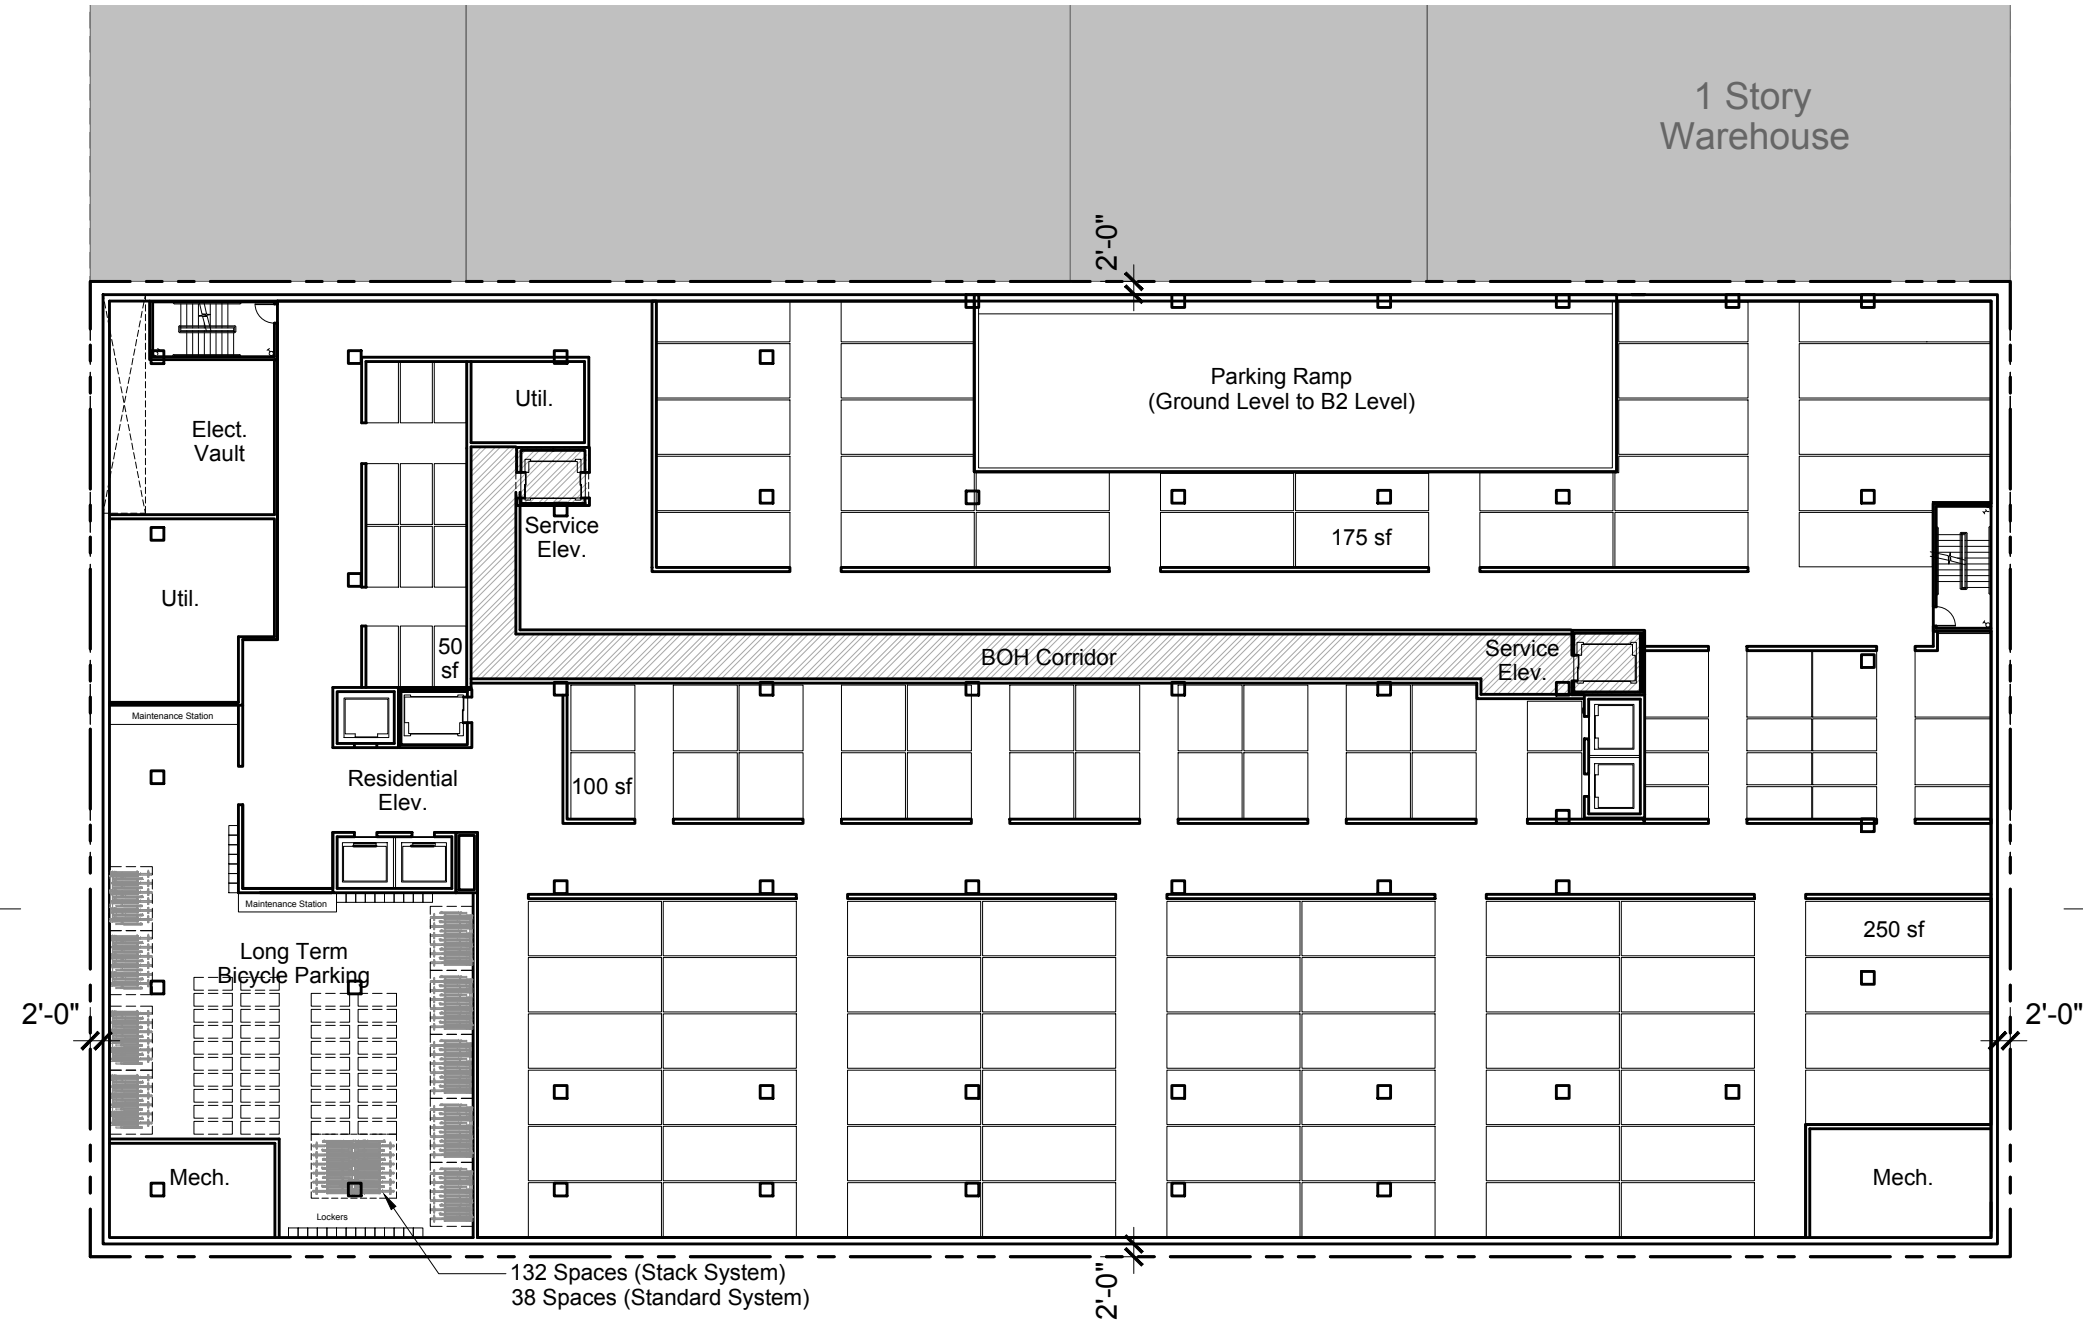 1 Story
Warehouse
2'-0"
Parking Ramp
(Ground Level to B2 Level)
Util.
Elect.
Vault
Service
Elev.
175 sf
Util.
50
sf
BOH Corridor
Service
Elev.
Maintenance Station
Residential
Elev.
100 sf
Maintenance Station
250 sf
Long Term
Bicycle Parking
2'-0"
2'-0"
Mech.
Mech.
Lockers
132 Spaces (Stack System)
38 Spaces (Standard System)
2'-0"